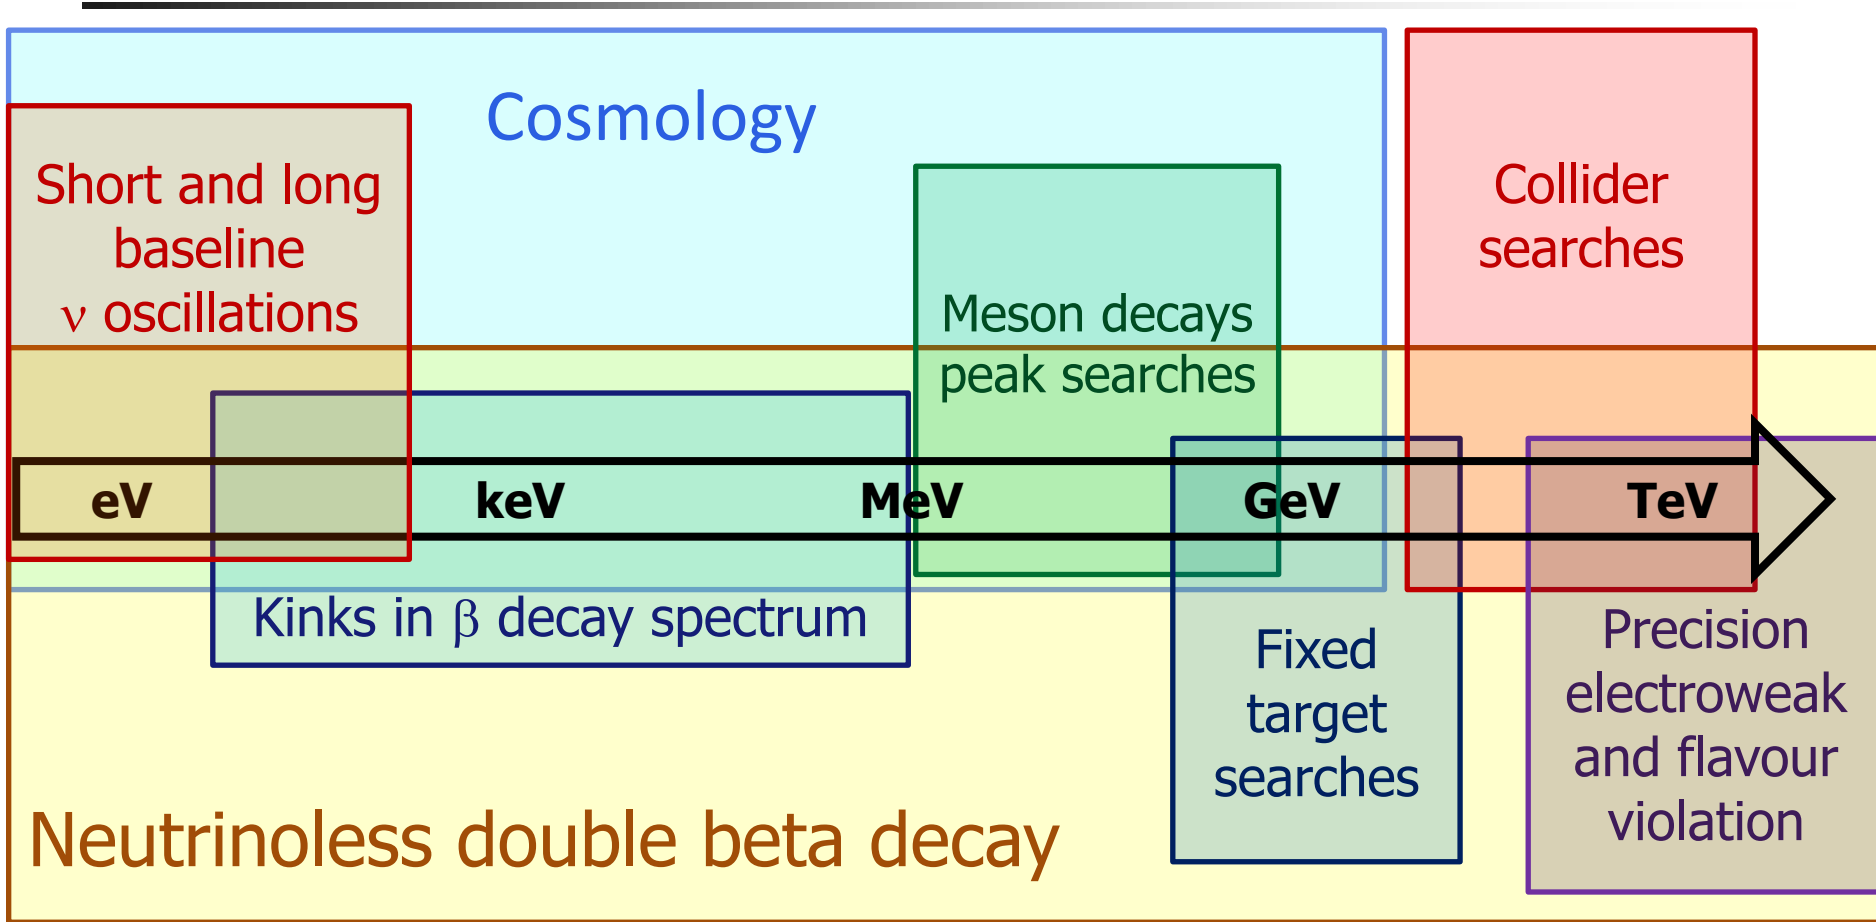 Cosmology
Short and long
baseline
ν oscillations
Collider
searches
Meson decays
peak searches
eV
keV
MeV
GeV
TeV
Kinks in β decay spectrum
Fixed
target
searches
Precision
electroweak
and flavour
violation
Neutrinoless double beta decay